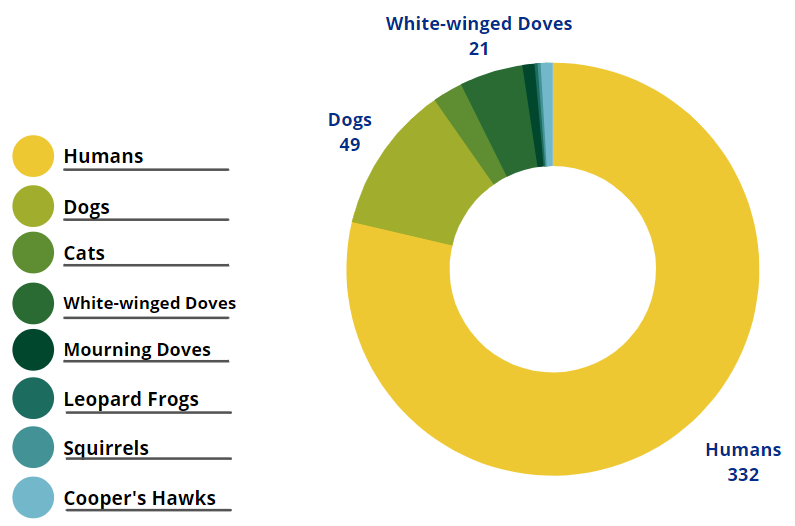 White-winged Doves
21
Dogs
49
Humans
Dogs
Cats
White-winged Doves
Mourning Doves
Leopard Frogs
Squirrels
Cooper's Hawks
Humans
332